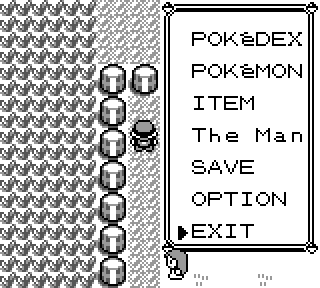 POKéDEX
POKéMON
ITEM
The Man
SAVE
OPTION
EXIT